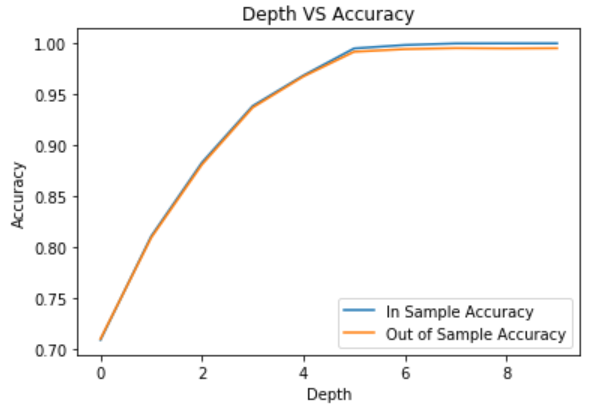 Depth VS Accuracy
1.00
0.95
0.90
0.85
0.80
0.75
0.70
Accuracy
In Sample Accuracy
Out of Sample Accuracy
0 2 4 6 8
Depth